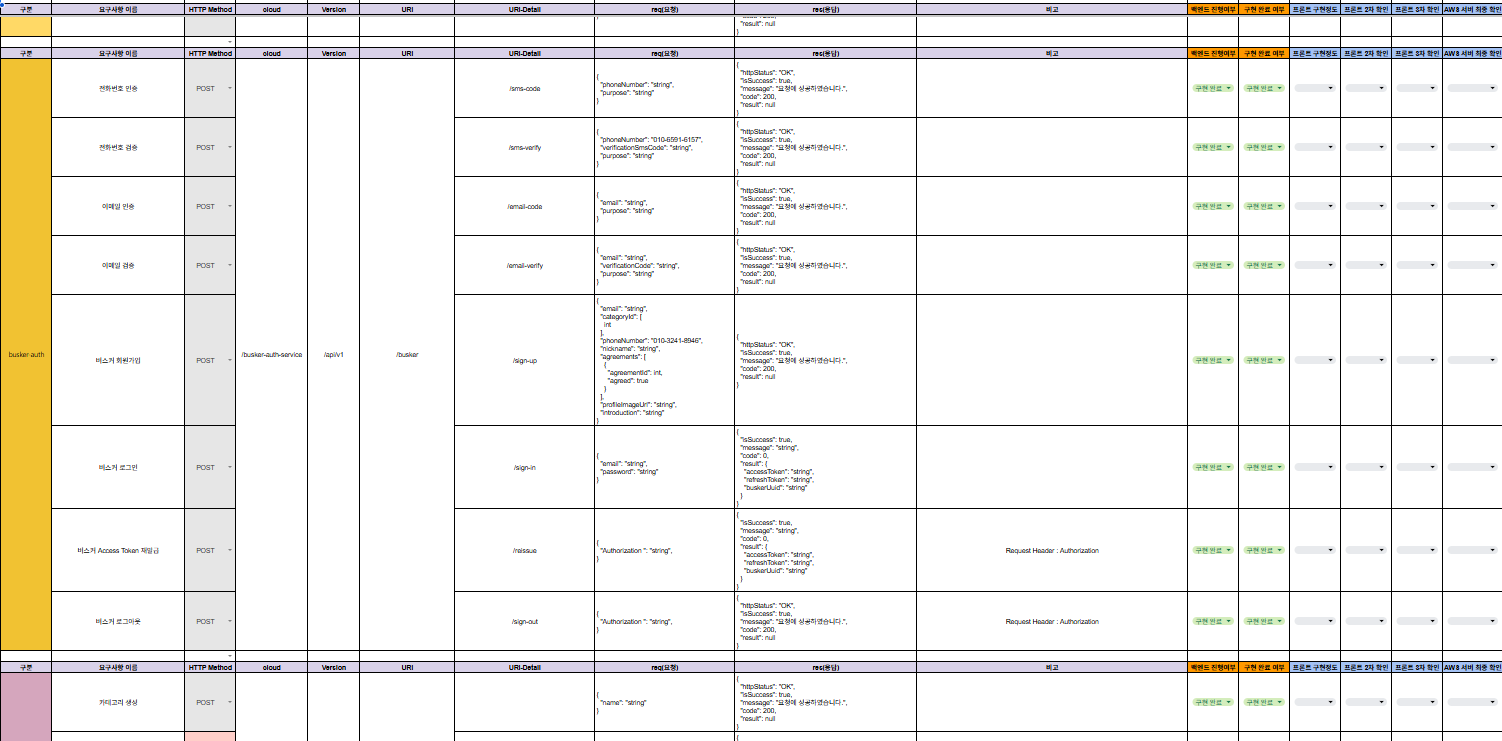 구분 요구사항 이름 HTTP Method cloud Version URI URI-Detail req(요청) res(응답) 비고 백엔드 진행여부 구현 완료 여부 프론트 구현정도 프론트 2차 확인 프론트 3차 확인 AWS 서버 최종 확인
"result": null
}
구분 요구사항 이름 HTTP Method cloud Version URI URI-Detail req(요청) res(응답) 비고 백엔드 진행여부 구현 완료 여부 프론트 구현정도 프론트 2차 확인 프론트 3차 확인 AWS 서버 최종 확인
busker auth
/busker-auth-service
/api/v1
/busker
전화번호 인증
POST
/sms-code
{
"phoneNumber": "string",
"purpose": "string"
}
{
"httpStatus": "OK",
"isSuccess": true,
"message": "요청에 성공하였습니다.",
"code": 200,
"result": null
}
구현 완료
구현 완료
전화번호 검증
POST
/sms-verify
{
"phoneNumber": "010-6591-6157",
"verificationSmsCode": "string",
"purpose": "string"
}
{
"httpStatus": "OK",
"isSuccess": true,
"message": "요청에 성공하였습니다.",
"code": 200,
"result": null
}
구현 완료
구현 완료
이메일 인증
POST
/email-code
{
"email": "string",
"purpose": "string"
}
{
"httpStatus": "OK",
"isSuccess": true,
"message": "요청에 성공하였습니다.",
"code": 200,
"result": null
}
구현 완료
구현 완료
이메일 검증
POST
/email-verify
{
"email": "string",
"verificationCode": "string",
"purpose": "string"
}
{
"httpStatus": "OK",
"isSuccess": true,
"message": "요청에 성공하였습니다.",
"code": 200,
"result": null
}
구현 완료
구현 완료
버스커 회원가입
POST
/sign-up
{
"email": "string",
"categoryId": [
int
],
"phoneNumber": "010-3241-8946",
"nickname": "string",
"agreements": [
{
"agreementId": int,
"agreed": true
}
],
"profileImageUrl": "string",
"introduction": "string"
}
{
"httpStatus": "OK",
"isSuccess": true,
"message": "요청에 성공하였습니다.",
"code": 200,
"result": null
}
구현 완료
구현 완료
버스커 로그인
POST
/sign-in
{
"email": "string",
"password": "string"
}
{
"isSuccess": true,
"message": "string",
"code": 0,
"result": {
"accessToken": "string",
"refreshToken": "string",
"buskerUuid": "string"
}
}
구현 완료
구현 완료
버스커 Access Token 재발급
POST
/reissue
{
"Authorization ": "string",
}
{
"isSuccess": true,
"message": "string",
"code": 0,
"result": {
"accessToken": "string",
"refreshToken": "string",
"buskerUuid": "string"
}
}
Request Header : Authorization
구현 완료
구현 완료
버스커 로그아웃
POST
/sign-out
{
"Authorization ": "string",
}
{
"httpStatus": "OK",
"isSuccess": true,
"message": "요청에 성공하였습니다.",
"code": 200,
"result": null
}
Request Header : Authorization
구현 완료
구현 완료
구분 요구사항 이름 HTTP Method cloud Version URI URI-Detail req(요청) res(응답) 비고 백엔드 진행여부 구현 완료 여부 프론트 구현정도 프론트 2차 확인 프론트 3차 확인 AWS 서버 최종 확인
카테고리 생성
POST
{
"name": "string"
}
{
"httpStatus": "OK",
"isSuccess": true,
"message": "요청에 성공하였습니다.",
"code": 200,
"result": null
}
구현 완료
구현 완료
{